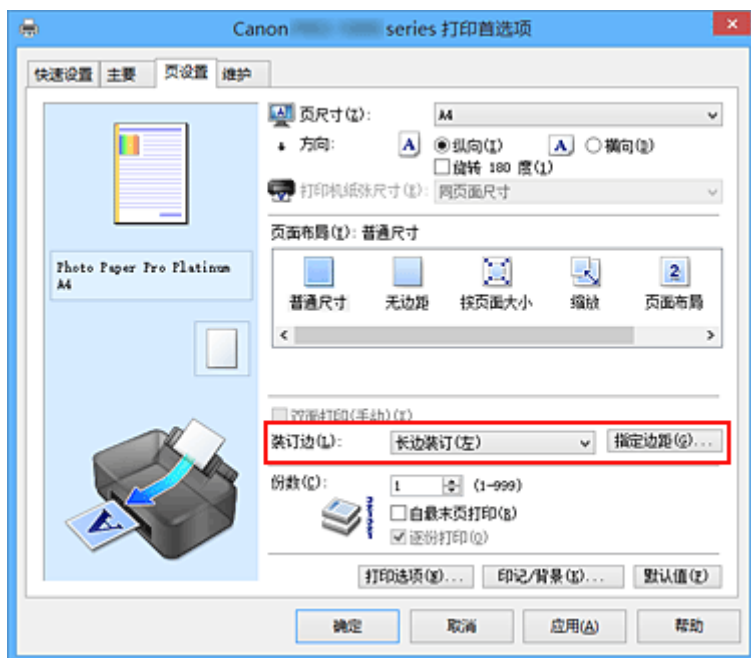 Canon series 打印首选项
快速设置 主要 页设置 维护
页尺寸(Z): A4
方向: A 纵向(I) A 横向(D)
旋转 180 度(1)
打印机纸张尺寸(E): 同页面尺寸
页面布局(Y): 普通尺寸
普通尺寸 无边距 按页面大小 缩放 页面布局
Photo Paper Pro Platinum
A4
双面打印(手动)(X)
装订边(L): 长边装订(左) 指定边距(G)...
份数(C): 1 (1-999)
自最末页打印(B)
逐份打印(O)
打印选项(N)... 印记/背景(K)... 默认值(F)
确定 取消 应用(A) 帮助